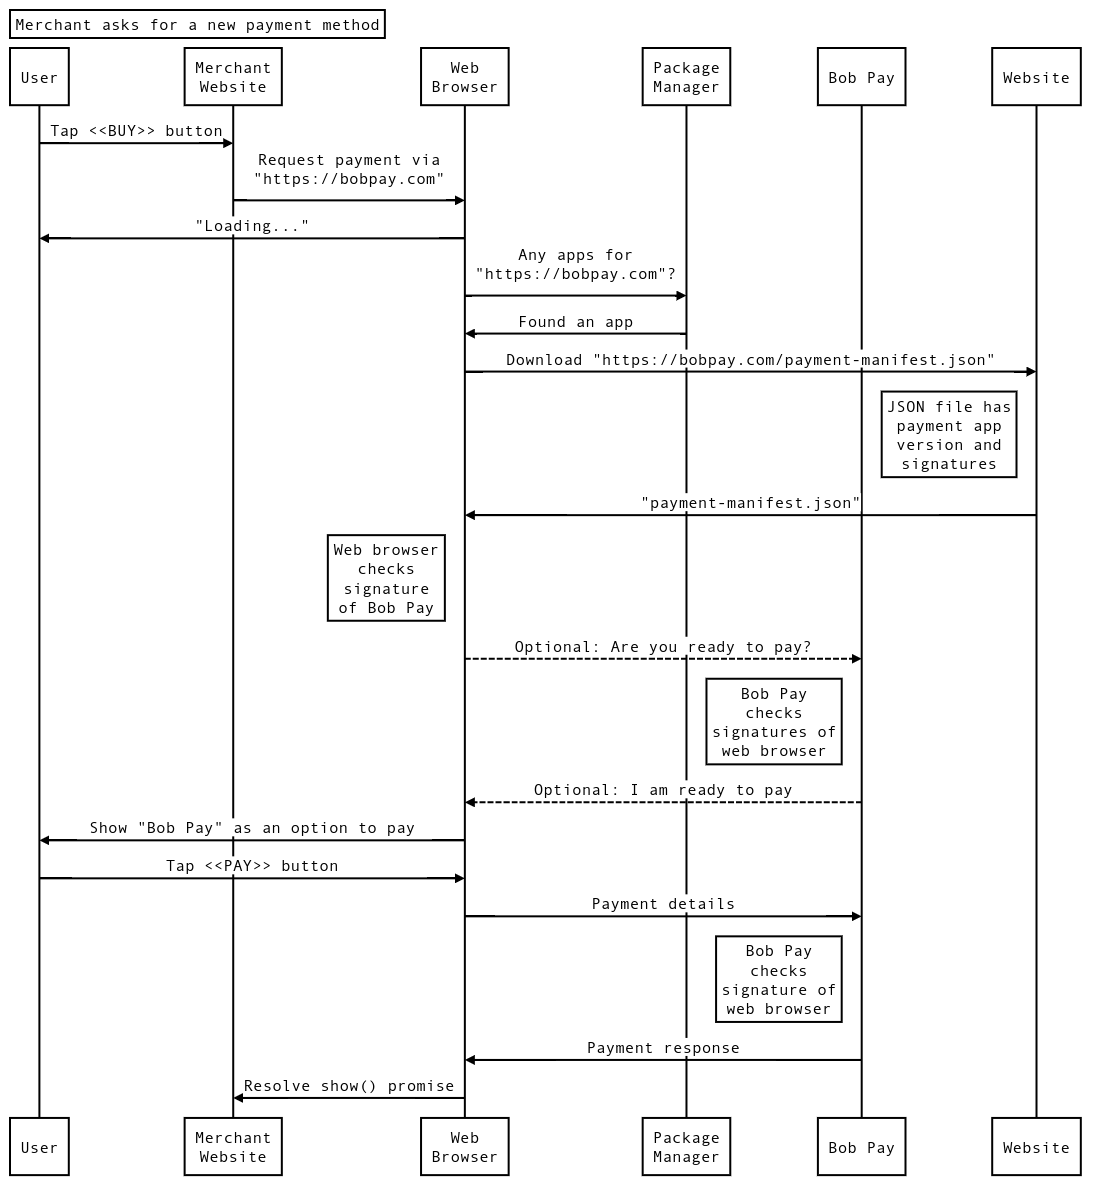 Merchant asks for a new payment method
User
Merchant
Website
Web
Browser
Package
Manager
Bob Pay
Website
Tap <<BUY>> button
Request payment via
"https://bobpay.com"
"Loading..."
Any apps for
"https://bobpay.com"?
Found an app
Download "https://bobpay.com/payment-manifest.json"
JSON file has
payment app
version and
signatures
"payment-manifest.json"
Web browser
checks
signature
of Bob Pay
Optional: Are you ready to pay?
Bob Pay
checks
signatures of
web browser
Optional: I am ready to pay
Show "Bob Pay" as an option to pay
Tap <<PAY>> button
Payment details
Bob Pay
checks
signature of
web browser
Payment response
Resolve show() promise
User
Merchant
Website
Web
Browser
Package
Manager
Bob Pay
Website